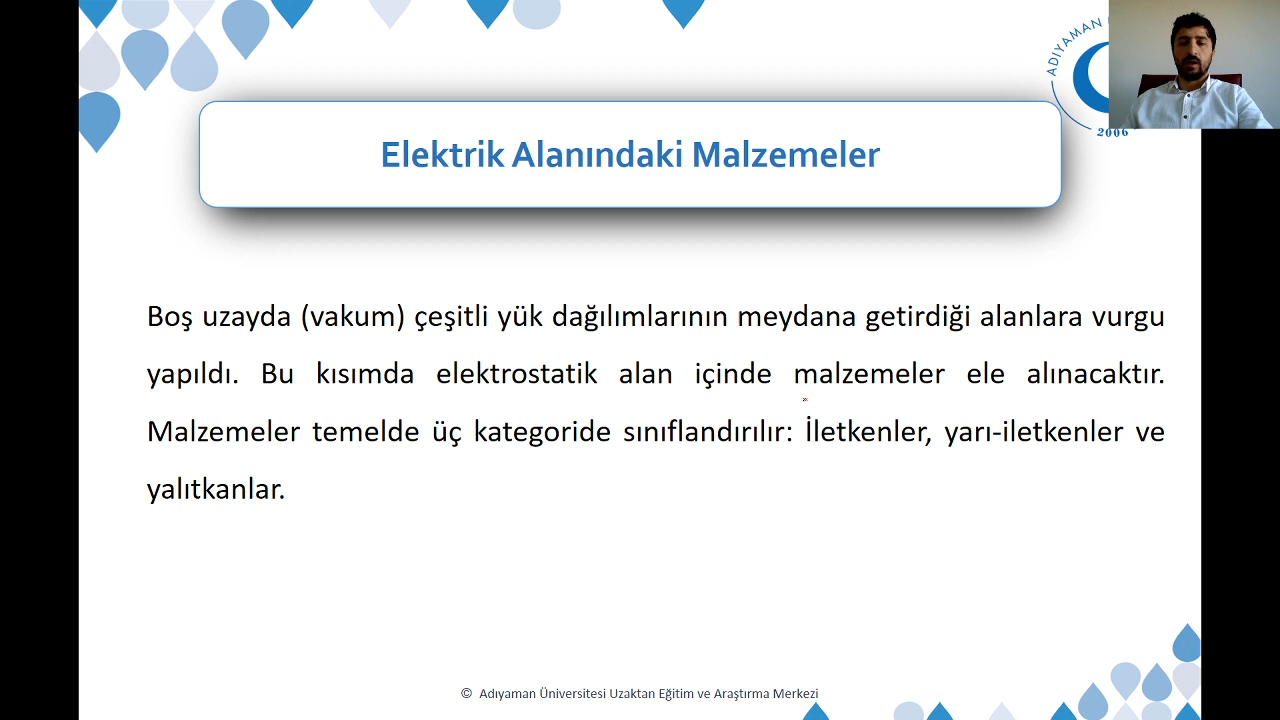 ADIYAMAN
2006
Elektrik Alanındaki Malzemeler
Boş uzayda (vakum) çeşitli yük dağılımlarının meydana getirdiği alanlara vurgu
yapıldı. Bu kısımda elektrostatik alan içinde malzemeler ele alınacaktır.
Malzemeler temelde üç kategoride sınıflandırılır: İletkenler, yarı-iletkenler ve
yalıtkanlar.
© Adıyaman Üniversitesi Uzaktan Eğitim ve Araştırma Merkezi